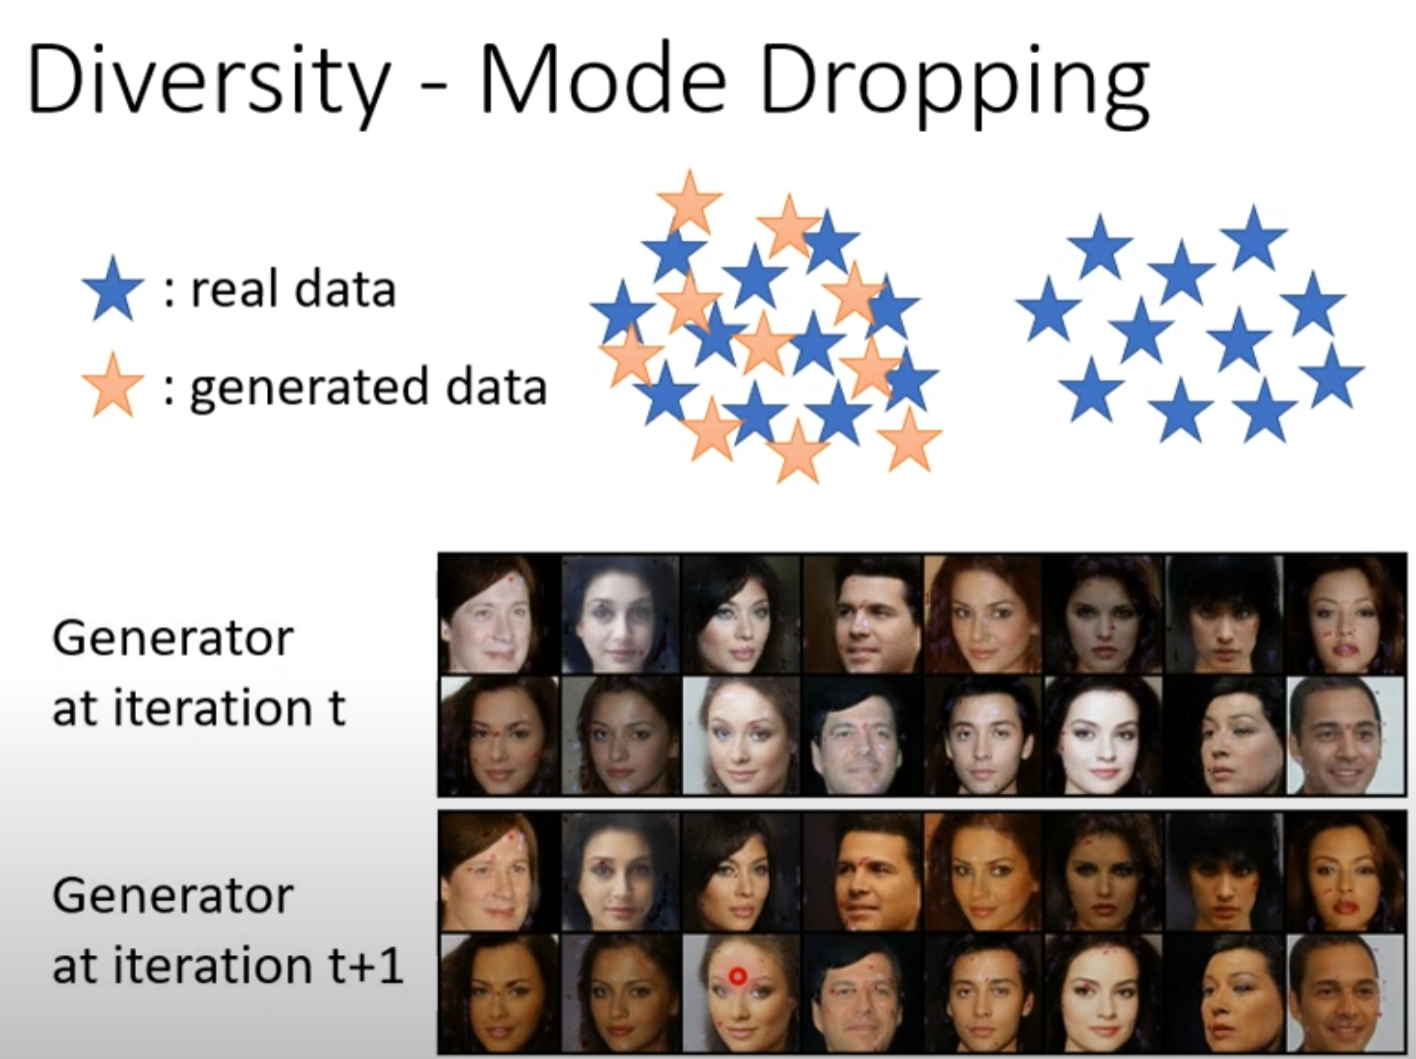 Diversity - Mode Dropping
: real data
: generated data
Generator
at iteration t
Generator
at iteration t+1